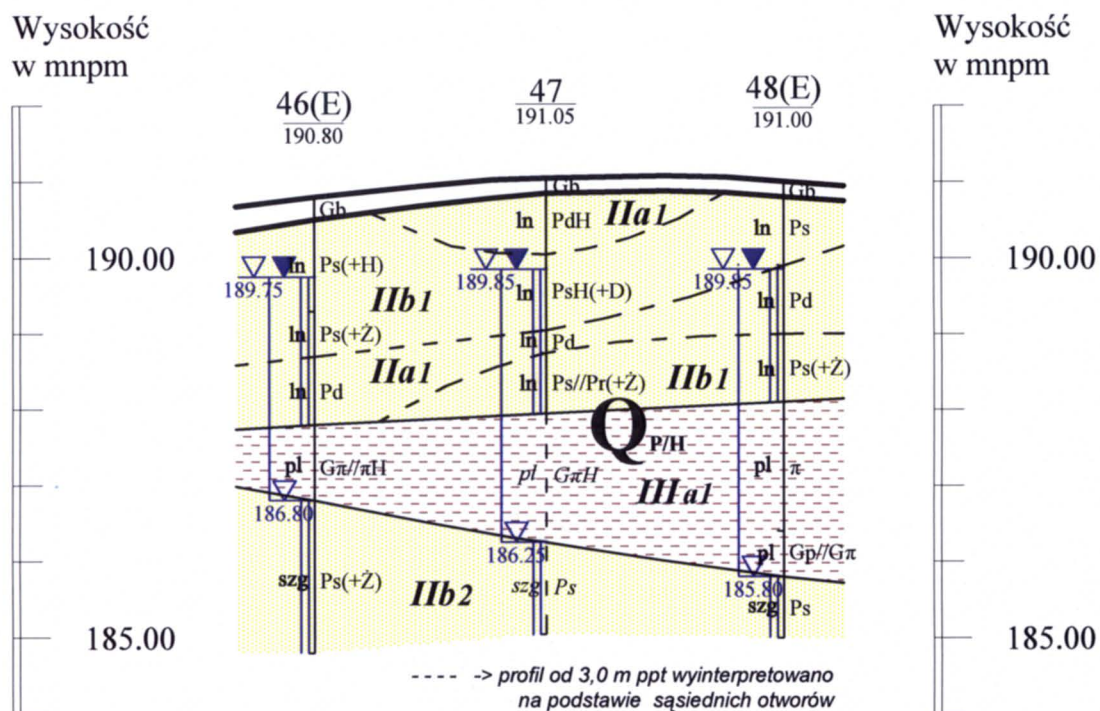 Wysokość
w mnpm
Wysokość
w mnpm
46(E)
190.80
47
191.05
48(E)
191.00
Gb
Gb
Gb
ln PdH
IIa1
ln Ps
190.00
190.00
ln Ps(+H)
189.75
189.85
189.85
IIb1
ln PsH(+D)
ln Pd
ln Ps(+Ż)
ln Pd
IIa1
ln Pd
ln Ps//Pr(+Ż)
IIb1
ln Ps(+Ż)
Q P/H
pl Gπ//πH
pl GπH
pl π
IIIa1
186.80
186.25
pl Gp//Gπ
185.80
szg Ps(+Ż)
IIb2
szg Ps
szg Ps
185.00
185.00
---- -> profil od 3,0 m ppt wyinterpretowano
na podstawie sąsiednich otworów